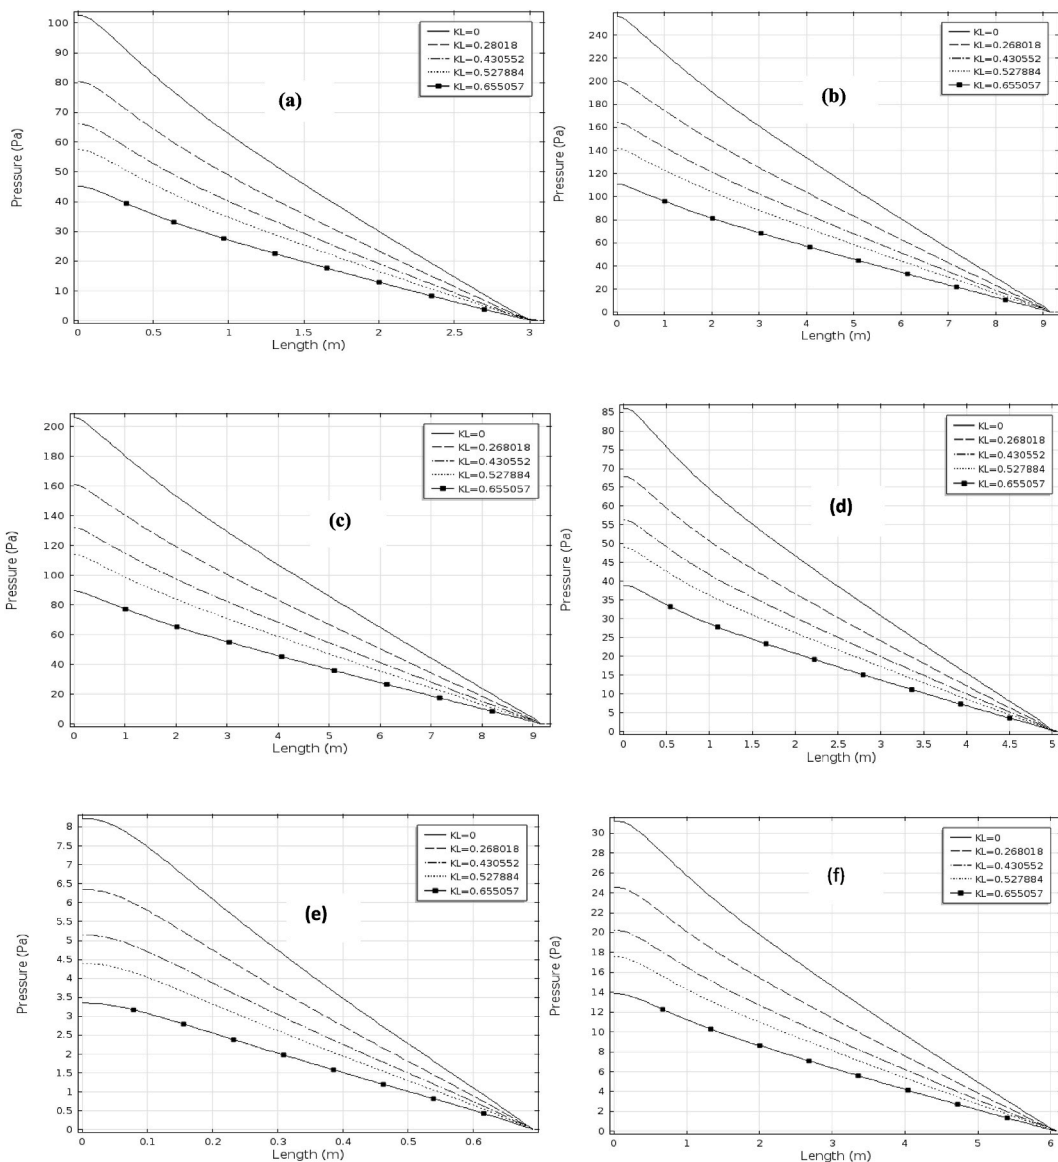 (a)
KL=0
KL=0.28018
KL=0.430552
KL=0.527884
KL=0.655057
Pressure (Pa)
100
90
80
70
60
50
40
30
20
10
0
0 0.5 1 1.5 2 2.5 3
Length (m)
(b)
KL=0
KL=0.268018
KL=0.430552
KL=0.527884
KL=0.655057
Pressure (Pa)
240
220
200
180
160
140
120
100
80
60
40
20
0
0 1 2 3 4 5 6 7 8 9
Length (m)
(c)
KL=0
KL=0.268018
KL=0.430552
KL=0.527884
KL=0.655057
Pressure (Pa)
200
180
160
140
120
100
80
60
40
20
0
0 1 2 3 4 5 6 7 8 9
Length (m)
(d)
KL=0
KL=0.268018
KL=0.430552
KL=0.527884
KL=0.655057
Pressure (Pa)
85
80
75
70
65
60
55
50
45
40
35
30
25
20
15
10
5
0
0 0.5 1 1.5 2 2.5 3 3.5 4 4.5 5
Length (m)
(e)
KL=0
KL=0.268018
KL=0.430552
KL=0.527884
KL=0.655057
Pressure (Pa)
8
7.5
7
6.5
6
5.5
5
4.5
4
3.5
3
2.5
2
1.5
1
0.5
0
0 0.1 0.2 0.3 0.4 0.5 0.6
Length (m)
(f)
KL=0
KL=0.268018
KL=0.430552
KL=0.527884
KL=0.655057
Pressure (Pa)
30
28
26
24
22
20
18
16
14
12
10
8
6
4
2
0
0 1 2 3 4 5 6
Length (m)